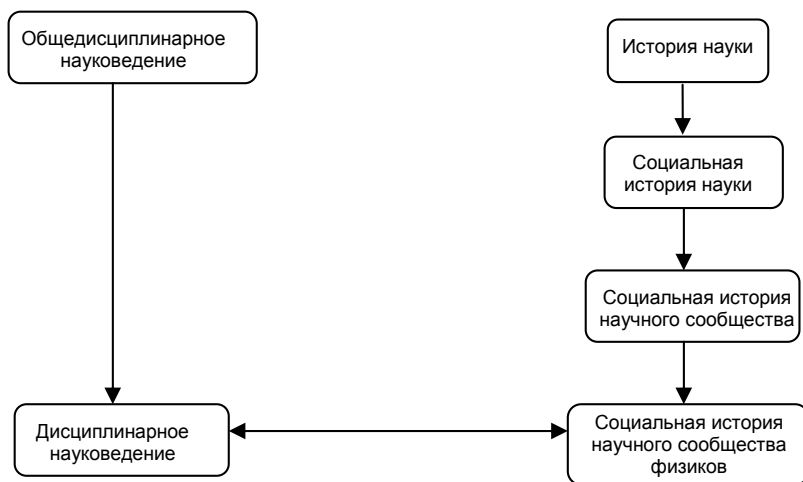 Общедисциплинарное
науковедение
История науки
Социальная
история науки
Социальная история
научного сообщества
Дисциплинарное
науковедение
Социальная история
научного сообщества
физиков